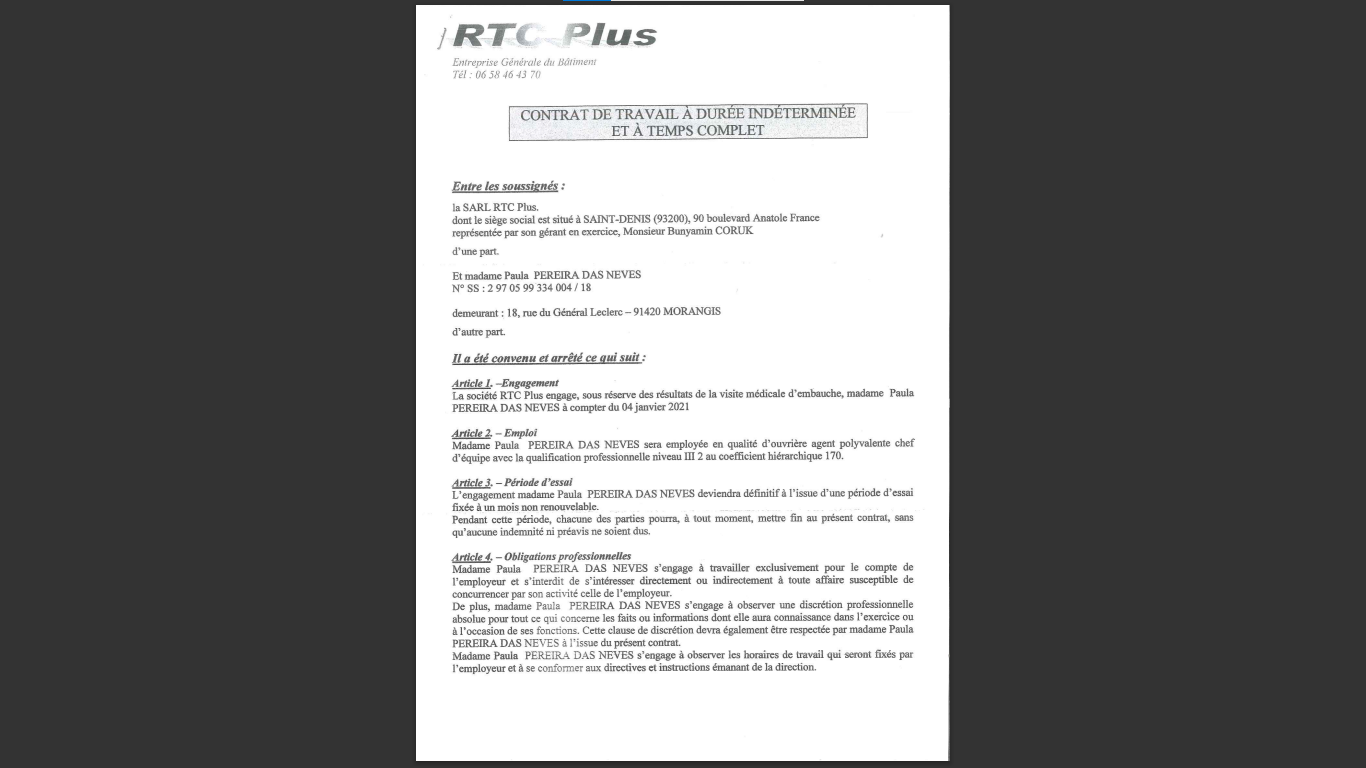 RTC Plus
Entreprise Générale du Bâtiment
Tél : 06 58 46 43 70
CONTRAT DE TRAVAIL À DURÉE INDÉTERMINÉE
ET À TEMPS COMPLET
Entre les soussignés :
la SARL RTC Plus.
dont le siège social est situé à SAINT-DENIS (93200), 90 boulevard Anatole France
représentée par son gérant en exercice, Monsieur Bunyamin CORUK
d'une part.
Et madame Paula PEREIRA DAS NEVES
N° SS : 2 97 05 99 334 004 / 18
demeurant : 18, rue du Général Leclerc – 91420 MORANGIS
d'autre part.
Il a été convenu et arrêté ce qui suit :
Article 1. –Engagement
La société RTC Plus engage, sous réserve des résultats de la visite médicale d'embauche, madame Paula
PEREIRA DAS NEVES à compter du 04 janvier 2021
Article 2. – Emploi
Madame Paula PEREIRA DAS NEVES sera employée en qualité d'ouvrière agent polyvalente chef
d'équipe avec la qualification professionnelle niveau III 2 au coefficient hiérarchique 170.
Article 3. – Période d'essai
L'engagement madame Paula PEREIRA DAS NEVES deviendra définitif à l'issue d'une période d'essai
fixée à un mois non renouvelable.
Pendant cette période, chacune des parties pourra, à tout moment, mettre fin au présent contrat, sans
qu'aucune indemnité ni préavis ne soient dus.
Article 4. – Obligations professionnelles
Madame Paula PEREIRA DAS NEVES s'engage à travailler exclusivement pour le compte de
l'employeur et s'interdit de s'intéresser directement ou indirectement à toute affaire susceptible de
concurrencer par son activité celle de l'employeur.
De plus, madame Paula PEREIRA DAS NEVES s'engage à observer une discrétion professionnelle
absolue pour tout ce qui concerne les faits ou informations dont elle aura connaissance dans l'exercice ou
à l'occasion de ses fonctions. Cette clause de discrétion devra également être respectée par madame Paula
PEREIRA DAS NEVES à l'issue du présent contrat.
Madame Paula PEREIRA DAS NEVES s'engage à observer les horaires de travail qui seront fixés par
l'employeur et à se conformer aux directives et instructions émanant de la direction.